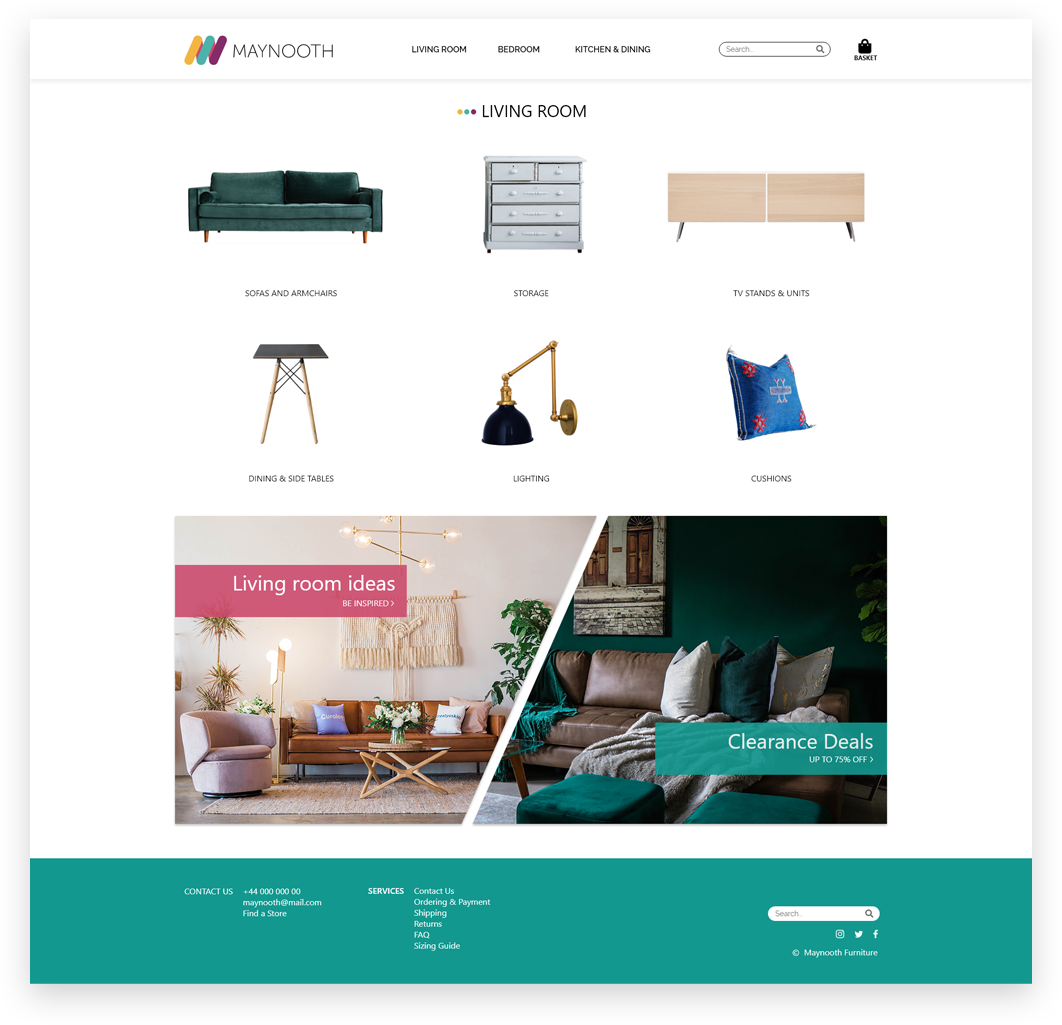 MAYNOOTH
LIVING ROOM
BEDROOM
KITCHEN & DINING
Search..
BASKET
LIVING ROOM
SOFAS AND ARMCHAIRS
STORAGE
TV STANDS & UNITS
DINING & SIDE TABLES
LIGHTING
CUSHIONS
Living room ideas
BE INSPIRED >
Clearance Deals
UP TO 75% OFF >
CONTACT US
+44 000 000 00
maynooth@mail.com
Find a Store
SERVICES
Contact Us
Ordering & Payment
Shipping
Returns
FAQ
Sizing Guide
Search..
© Maynooth Furniture